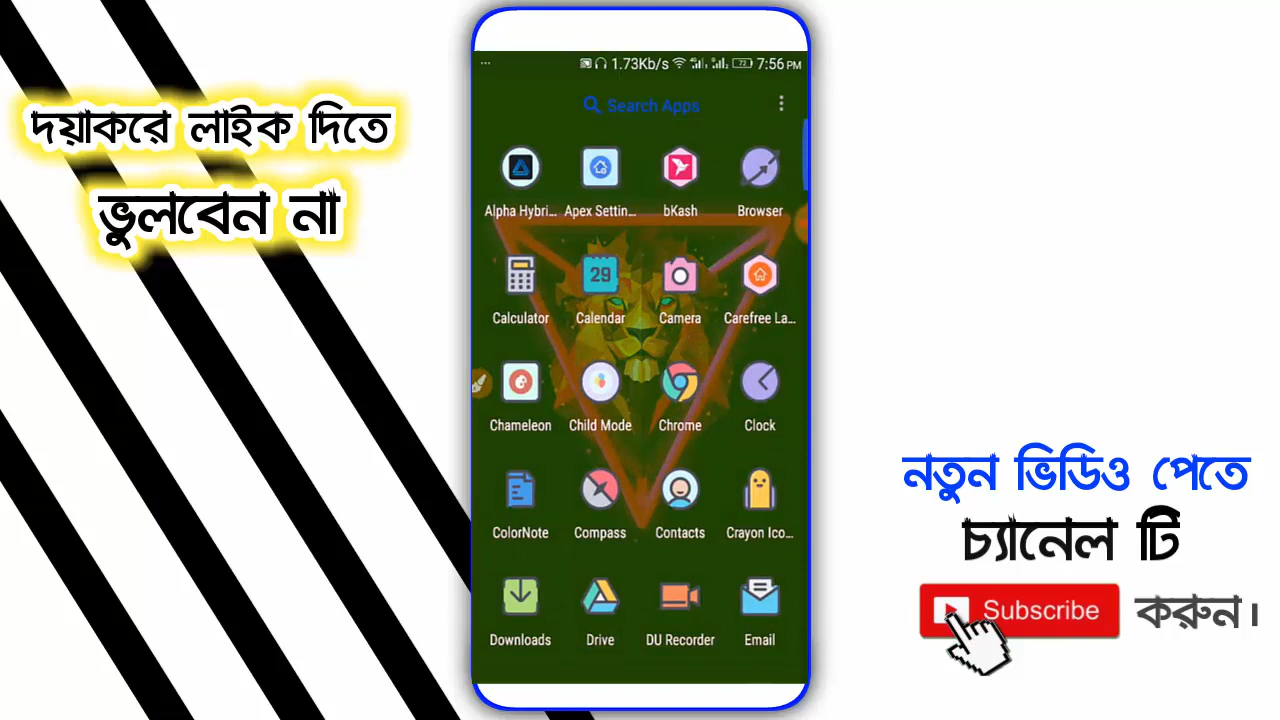 দয়াকরে লাইক দিতে
ভুলবেন না
... 1.73Kb/s 72 7:56 PM
Search Apps
Alpha Hybri... Apex Settin... bKash Browser
29
Calculator Calendar Camera Carefree La...
Chameleon Child Mode Chrome Clock
ColorNote Compass Contacts Crayon Ico...
Downloads Drive DU Recorder Email
নতুন ভিডিও পেতে
চ্যানেল টি
Subscribe করুন।